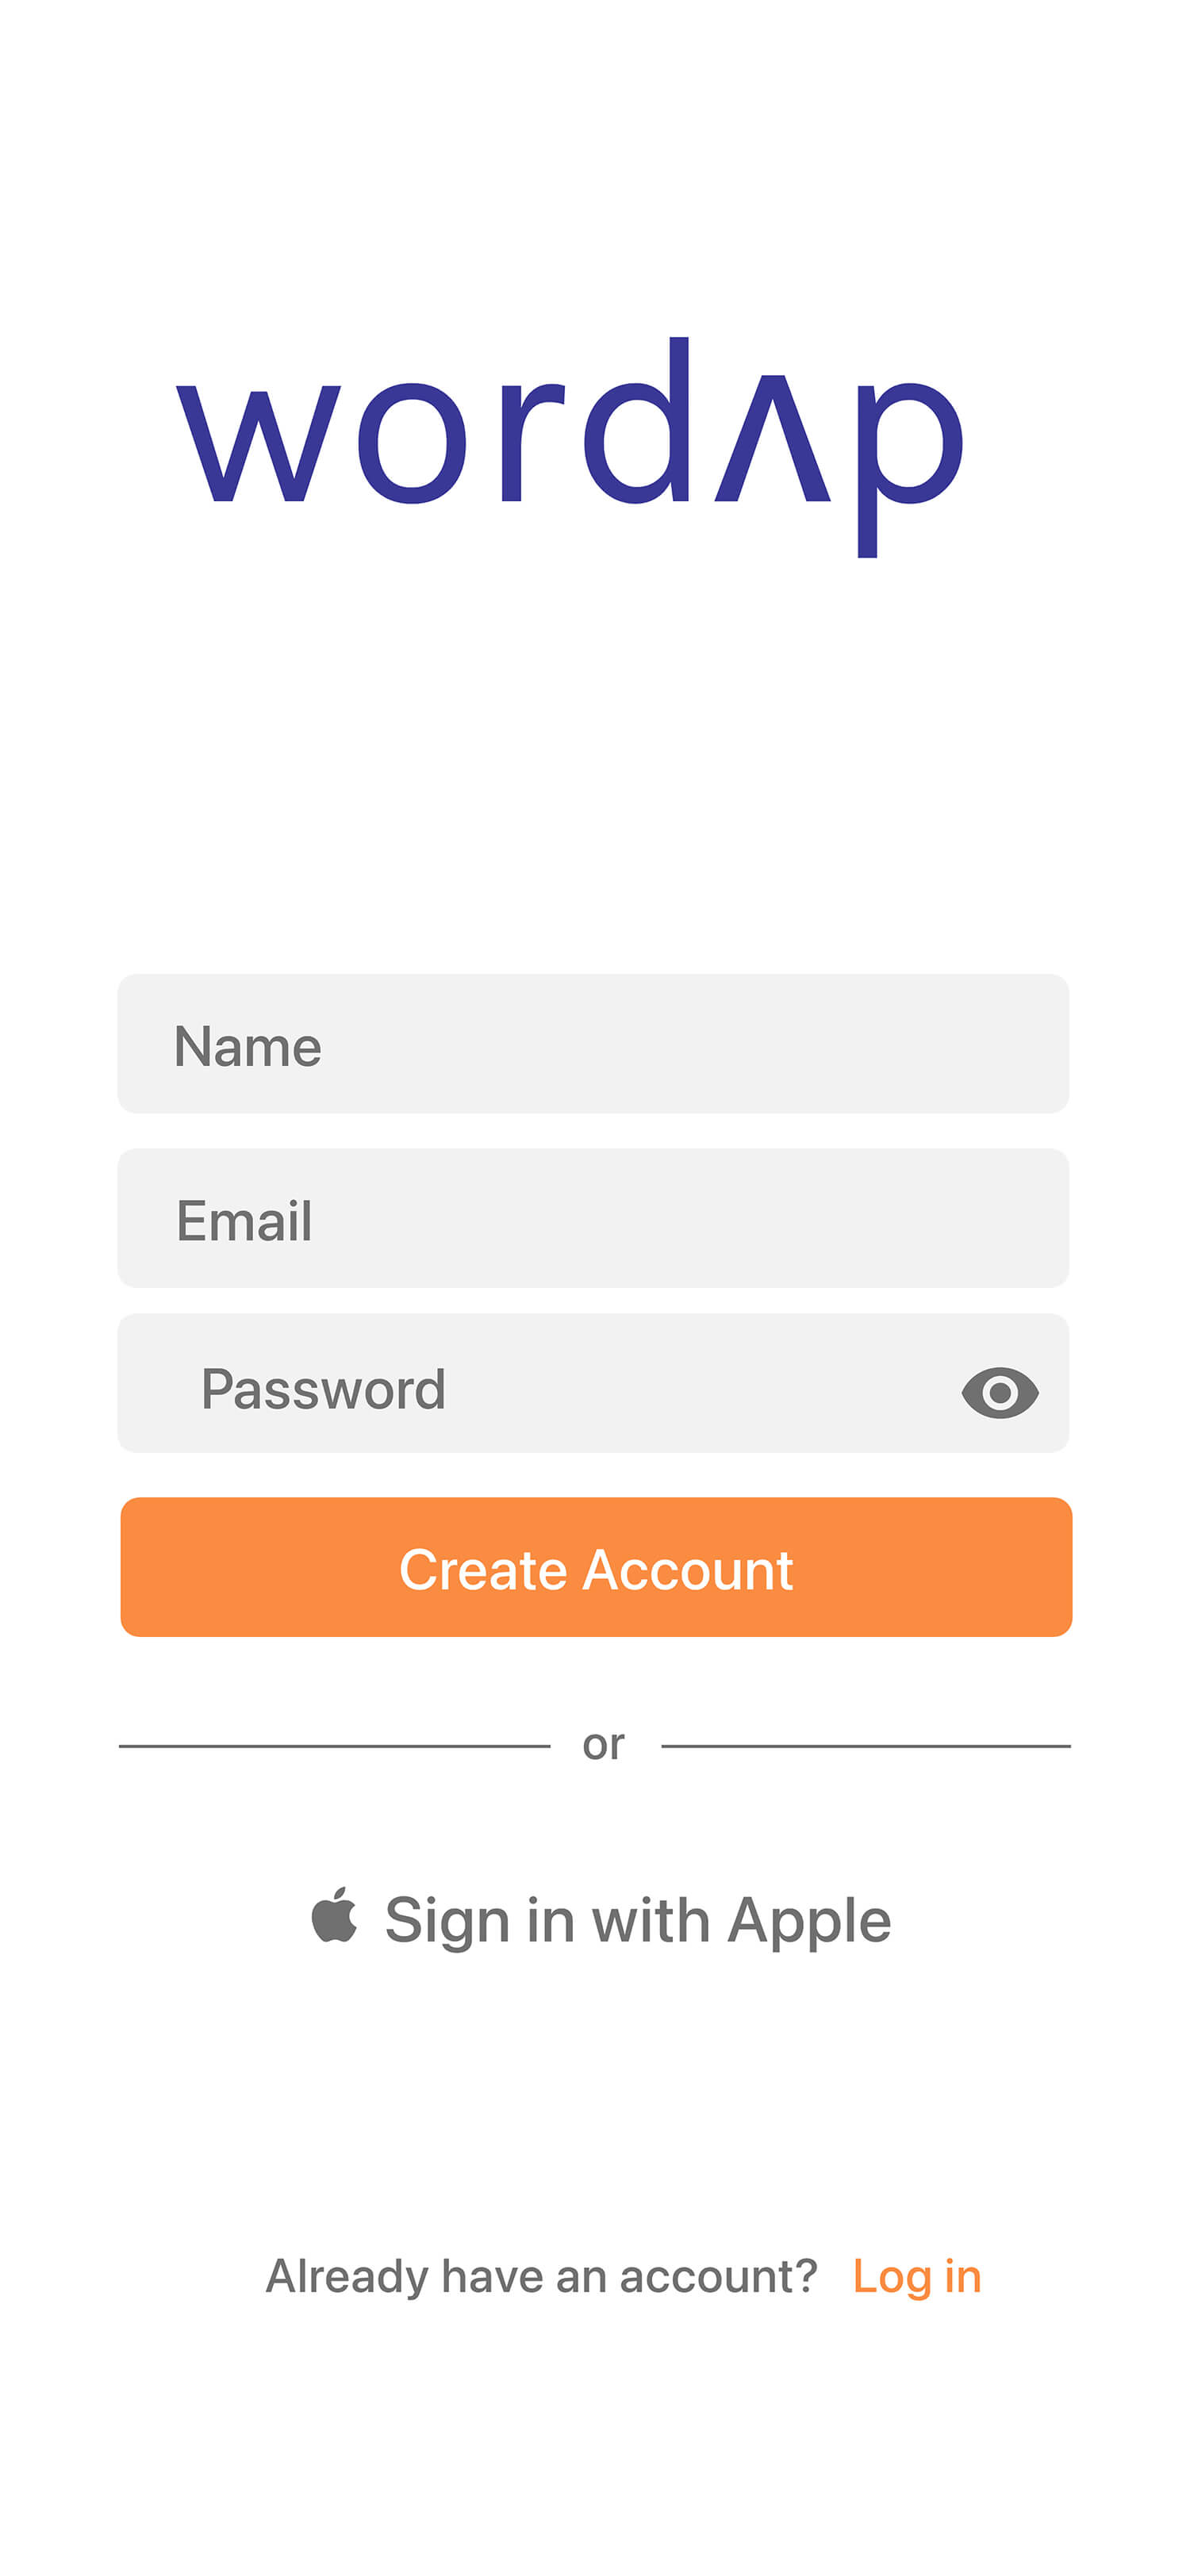 wordʌp
Name
Email
Password
Create Account
or
Sign in with Apple
Already have an account? Log in